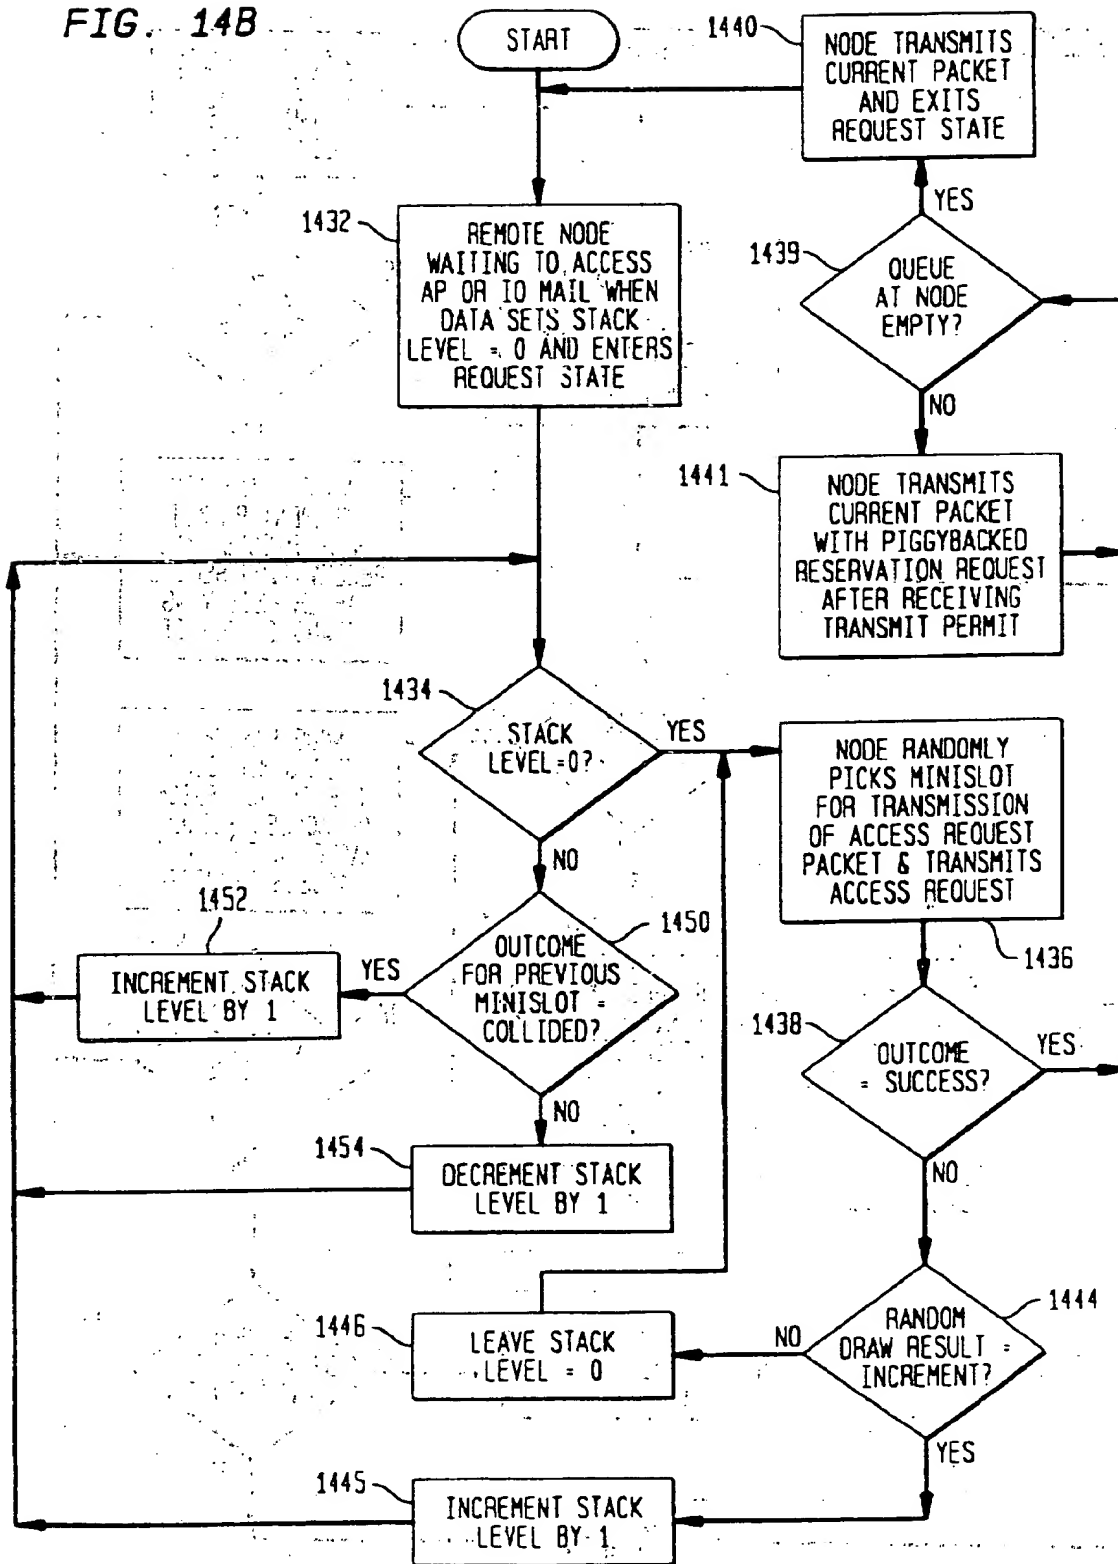 FIG. 14B
START
1440
NODE TRANSMITS
CURRENT PACKET
AND EXITS
REQUEST STATE
YES
1432
REMOTE NODE
WAITING TO ACCESS
AP OR IO MAIL WHEN
DATA SETS STACK
LEVEL = 0 AND ENTERS
REQUEST STATE
1439
QUEUE
AT NODE
EMPTY?
NO
1441
NODE TRANSMITS
CURRENT PACKET
WITH PIGGYBACKED
RESERVATION REQUEST
AFTER RECEIVING
TRANSMIT PERMIT
1434
STACK
LEVEL=0?
YES
NO
NODE RANDOMLY
PICKS MINISLOT
FOR TRANSMISSION
OF ACCESS REQUEST
PACKET & TRANSMITS
ACCESS REQUEST
1436
1452
INCREMENT STACK
LEVEL BY 1
YES
1450
OUTCOME
FOR PREVIOUS
MINISLOT =
COLLIDED?
NO
1438
OUTCOME
= SUCCESS?
YES
NO
1454
DECREMENT STACK
LEVEL BY 1
1446
LEAVE STACK
LEVEL = 0
NO
1444
RANDOM
DRAW RESULT =
INCREMENT?
YES
1445
INCREMENT STACK
LEVEL BY 1